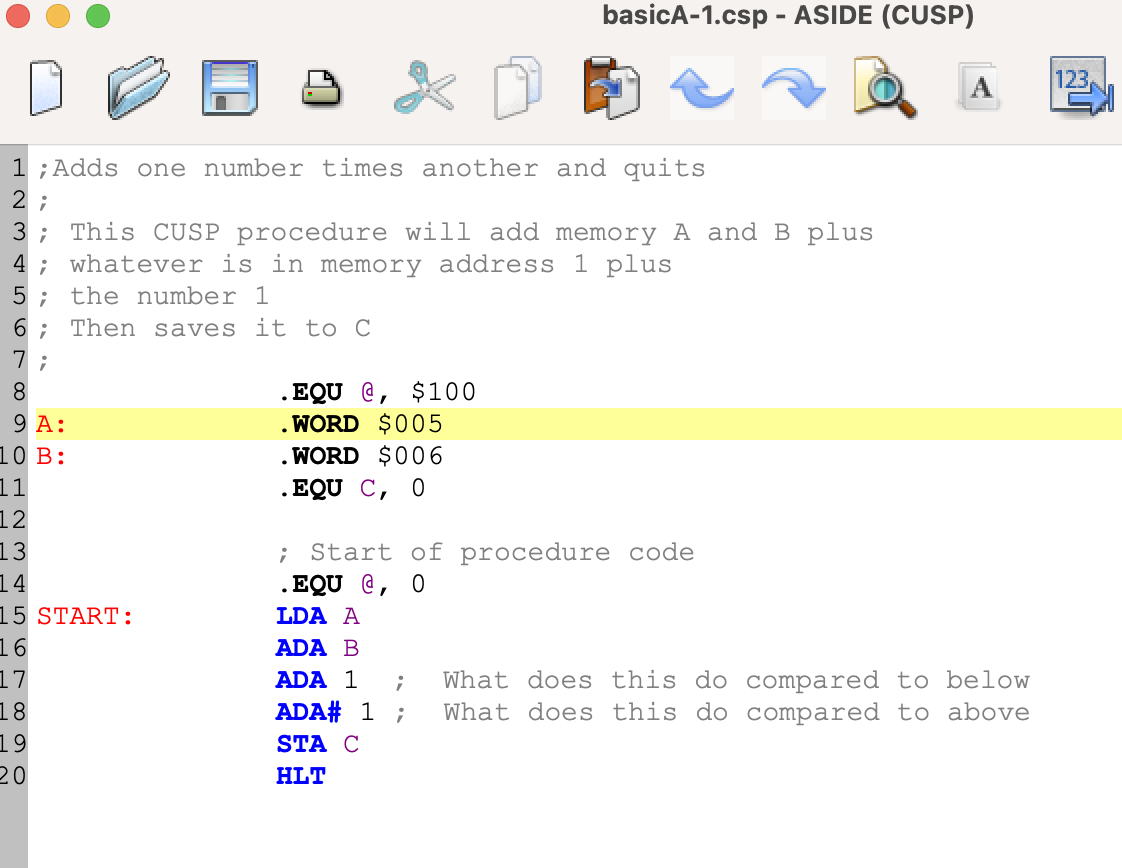 basicA-1.csp - ASIDE (CUSP)
A
123
1 ;Adds one number times another and quits
2 ;
3 ; This CUSP procedure will add memory A and B plus
4 ; whatever is in memory address 1 plus
5 ; the number 1
6 ; Then saves it to C
7 ;
8 .EQU @, $100
9 A: .WORD $005
10 B: .WORD $006
11 .EQU C, 0
12
13 ; Start of procedure code
14 .EQU @, 0
15 START: LDA A
16 ADA B
17 ADA 1 ; What does this do compared to below
18 ADA# 1 ; What does this do compared to above
19 STA C
20 HLT